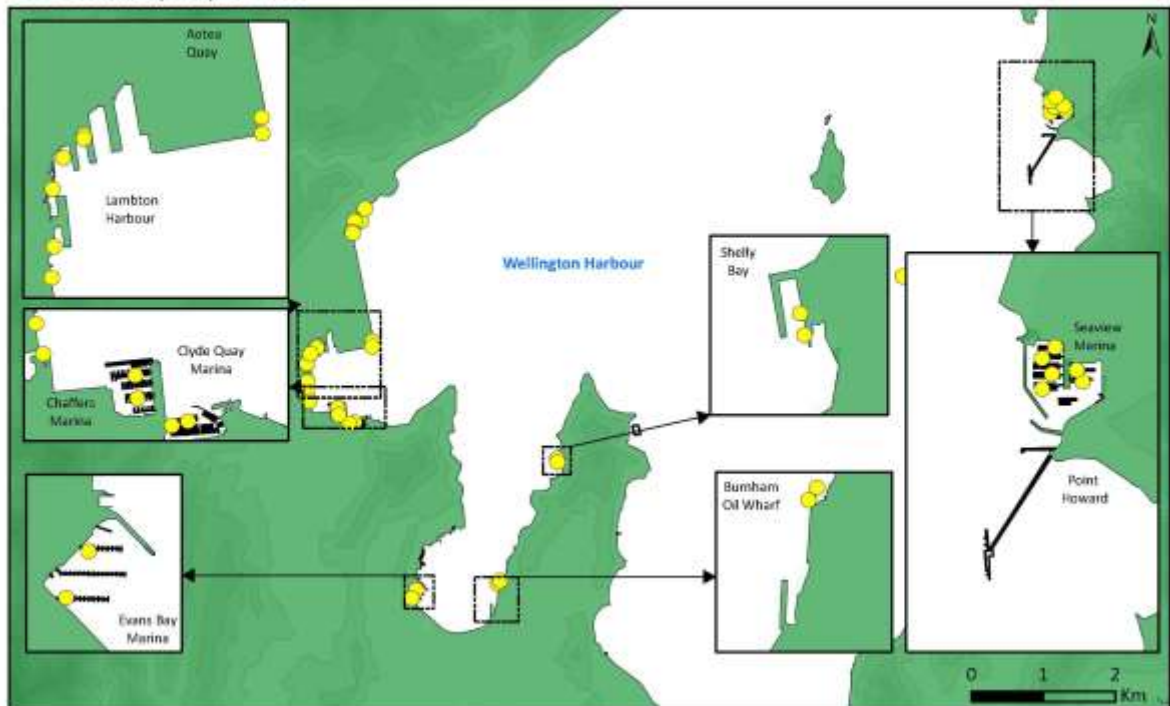 Aotea
Quay
N
Lambton
Harbour
Wellington Harbour
Shelly
Bay
Clyde Quay
Marina
Chaffers
Marina
Seaview
Marina
Burnham
Oil Wharf
Point
Howard
Evans Bay
Marina
0 1 2
Km